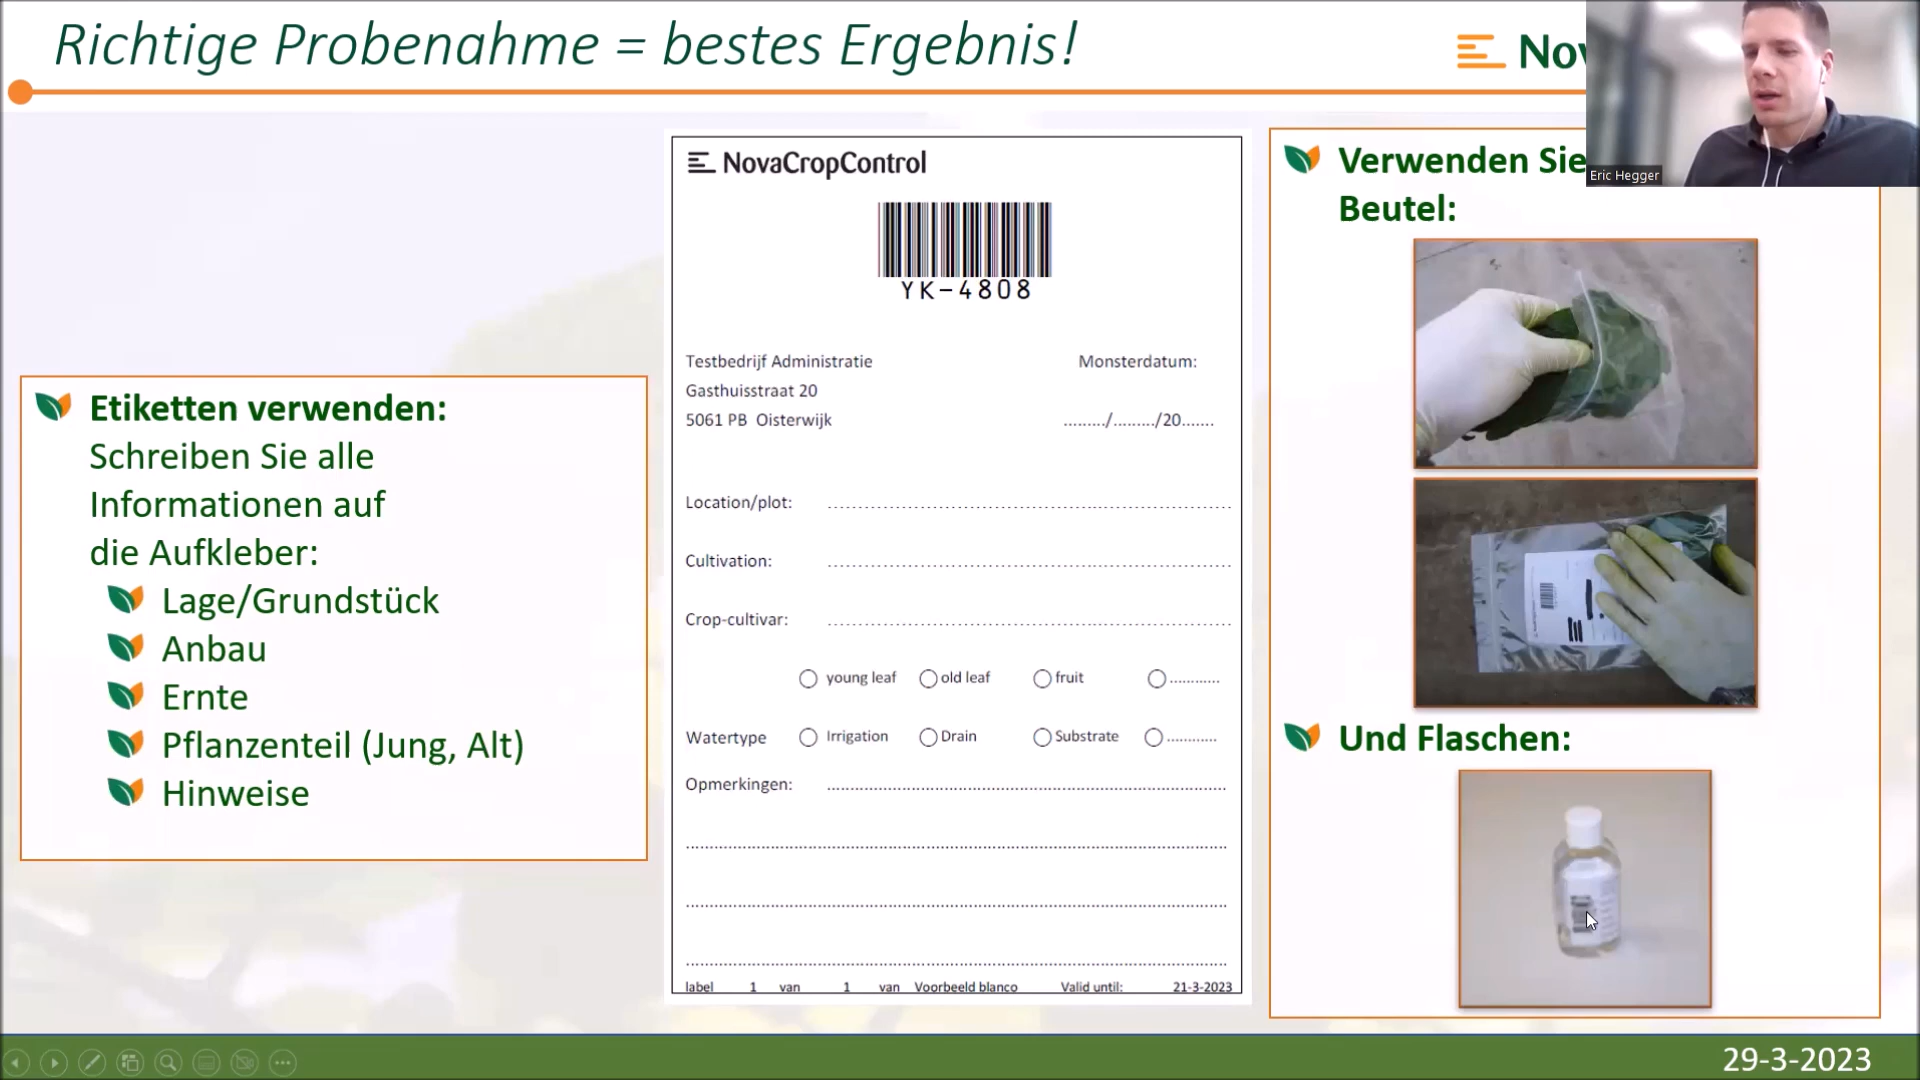 Richtige Probenahme = bestes Ergebnis!
Nov
Eric Hegger
Etiketten verwenden:
Schreiben Sie alle
Informationen auf
die Aufkleber:
Lage/Grundstück
Anbau
Ernte
Pflanzenteil (Jung, Alt)
Hinweise
NovaCropControl
YK-4808
Testbedrijf Administratie Monsterdatum:
Gasthuisstraat 20
5061 PB Oisterwijk ........./........./20.......
Location/plot: ....................
Cultivation: ....................
Crop-cultivar: ....................
young leaf old leaf fruit ...........
Watertype Irrigation Drain Substrate ...........
Opmerkingen: ....................
label 1 van 1 van Voorbeeld blanco Valid until: 21-3-2023
Verwenden Sie
Beutel:
Und Flaschen:
29-3-2023